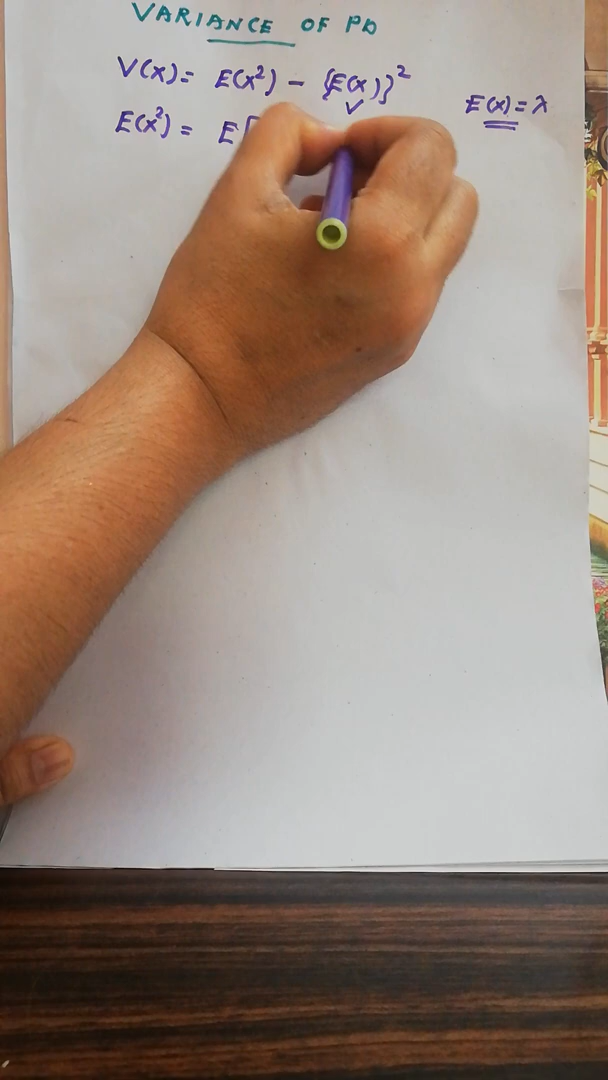 VARIANCE OF PD
V(x) = E(x²) - {E(x)}²
E(x) = λ
E(x²) = E[